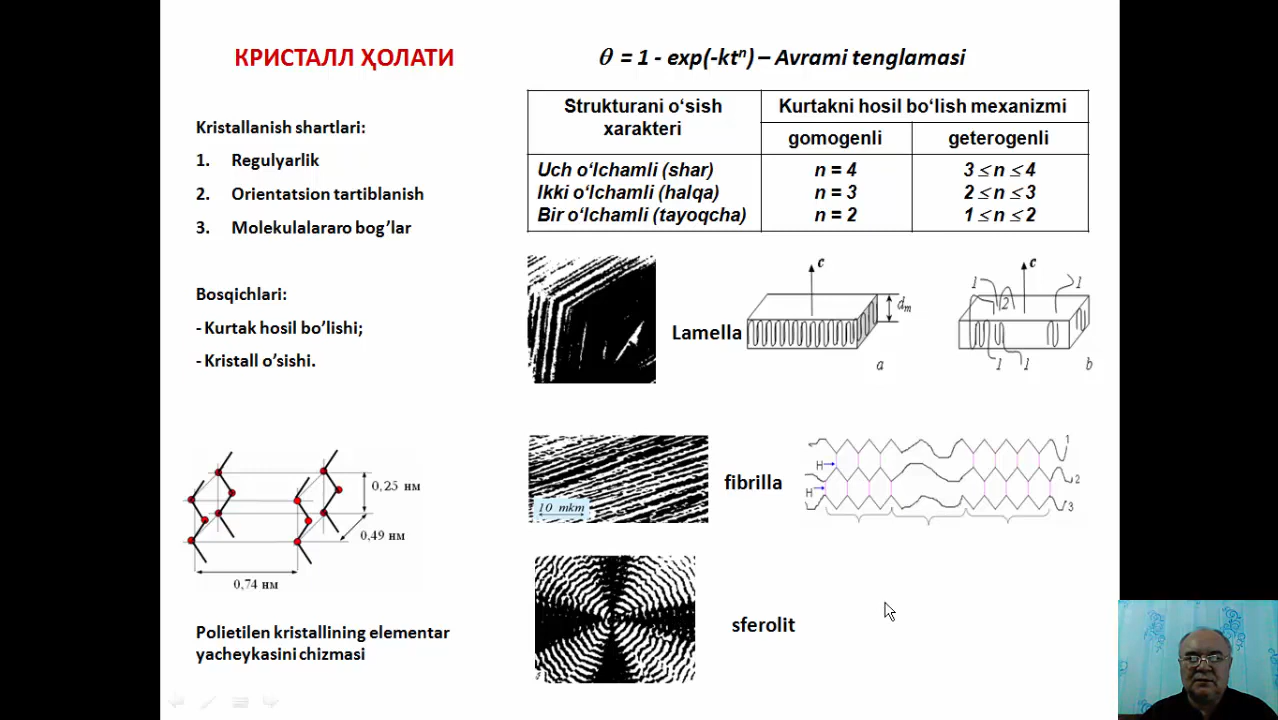 КРИСТАЛЛ ҲОЛАТИ
θ = 1 - exp(-ktⁿ) – Avrami tenglamasi
Kristallanish shartlari:
1. Regulyarlik
2. Orientatsion tartiblanish
3. Molekulalararo bog’lar
Bosqichlari:
- Kurtak hosil bo’lishi;
- Kristall o’sishi.
Strukturani o‘sish
xarakteri
Kurtakni hosil bo‘lish mexanizmi
gomogenli
geterogenli
Uch o‘lchamli (shar) n = 4 3 ≤ n ≤ 4
Ikki o‘lchamli (halqa) n = 3 2 ≤ n ≤ 3
Bir o‘lchamli (tayoqcha) n = 2 1 ≤ n ≤ 2
Lamella
c
dm
a
c
1
2
1
1
1
b
10 mkm
fibrilla
H
H
1
2
3
sferolit
0,25 нм
0,49 нм
0,74 нм
Polietilen kristallining elementar
yacheykasini chizmasi